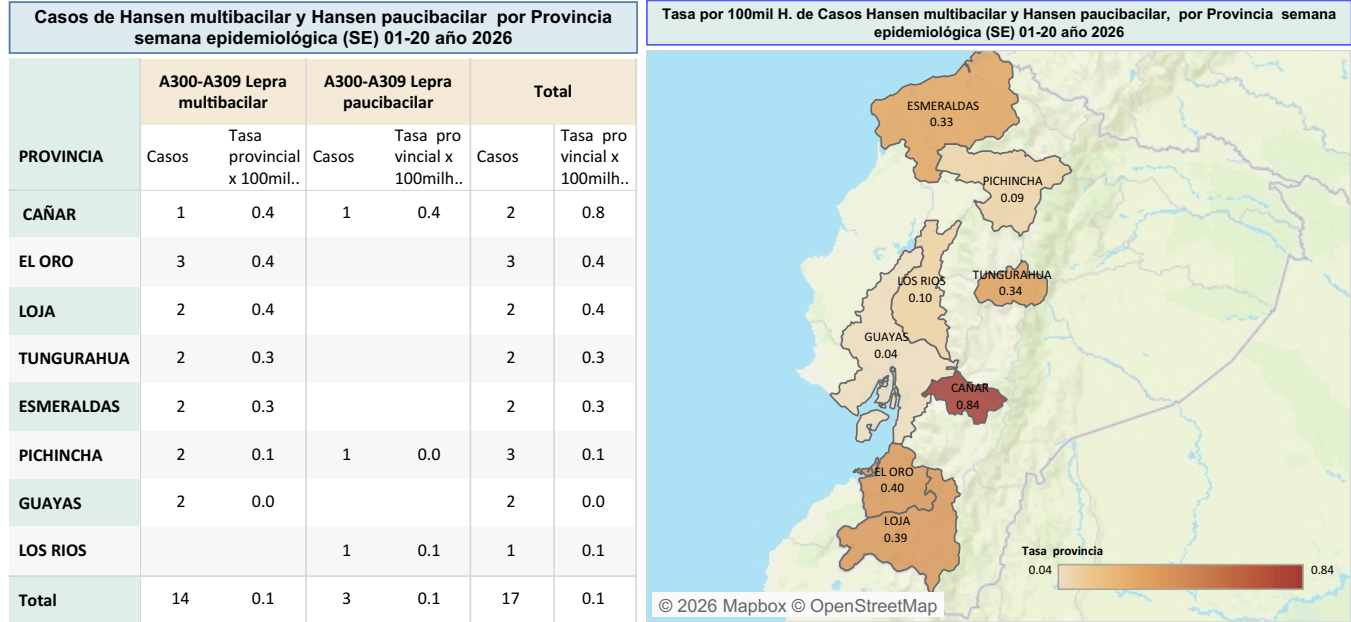 Casos de Hansen multibacilar y Hansen paucibacilar por Provincia
semana epidemiológica (SE) 01-20 año 2026
A300-A309 Lepra multibacilar A300-A309 Lepra paucibacilar Total
PROVINCIA Casos Tasa provincial x 100mil.. Casos Tasa pro vincial x 100milh.. Casos Tasa pro vincial x 100milh..
CAÑAR 1 0.4 1 0.4 2 0.8
EL ORO 3 0.4 3 0.4
LOJA 2 0.4 2 0.4
TUNGURAHUA 2 0.3 2 0.3
ESMERALDAS 2 0.3 2 0.3
PICHINCHA 2 0.1 1 0.0 3 0.1
GUAYAS 2 0.0 2 0.0
LOS RIOS 1 0.1 1 0.1
Total 14 0.1 3 0.1 17 0.1
Tasa por 100mil H. de Casos Hansen multibacilar y Hansen paucibacilar, por Provincia semana
epidemiológica (SE) 01-20 año 2026
ESMERALDAS
0.33
PICHINCHA
0.09
TUNGURAHUA
0.34
LOS RIOS
0.10
GUAYAS
0.04
CAÑAR
0.84
EL ORO
0.40
LOJA
0.39
Tasa provincia
0.04 0.84
© 2026 Mapbox © OpenStreetMap